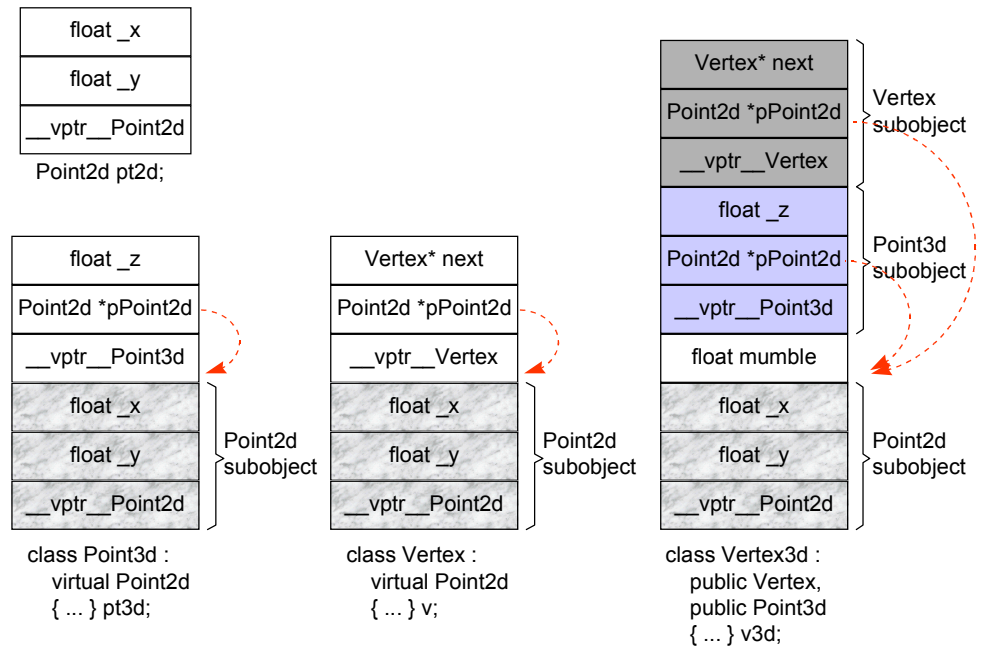 float _x
float _y
__vptr__Point2d
Point2d pt2d;
float _z
Point2d *pPoint2d
__vptr__Point3d
float _x
float _y
__vptr__Point2d
Point2d
subobject
class Point3d :
virtual Point2d
{ ... } pt3d;
Vertex* next
Point2d *pPoint2d
__vptr__Vertex
float _x
float _y
__vptr__Point2d
Point2d
subobject
class Vertex :
virtual Point2d
{ ... } v;
Vertex* next
Point2d *pPoint2d
__vptr__Vertex
Vertex
subobject
float _z
Point2d *pPoint2d
__vptr__Point3d
Point3d
subobject
float mumble
float _x
float _y
__vptr__Point2d
Point2d
subobject
class Vertex3d :
public Vertex,
public Point3d
{ ... } v3d;